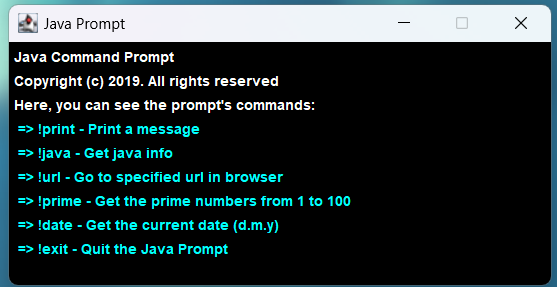 Java Prompt
Java Command Prompt
Copyright (c) 2019. All rights reserved
Here, you can see the prompt's commands:
=> !print - Print a message
=> !java - Get java info
=> !url - Go to specified url in browser
=> !prime - Get the prime numbers from 1 to 100
=> !date - Get the current date (d.m.y)
=> !exit - Quit the Java Prompt